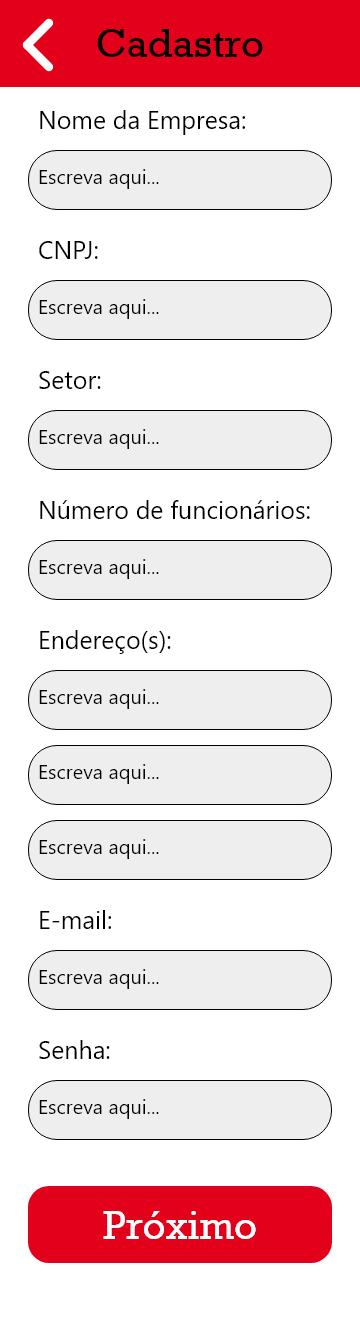 Cadastro
Nome da Empresa:
Escreva aqui...
CNPJ:
Escreva aqui...
Setor:
Escreva aqui...
Número de funcionários:
Escreva aqui...
Endereço(s):
Escreva aqui...
Escreva aqui...
Escreva aqui...
E-mail:
Escreva aqui...
Senha:
Escreva aqui...
Próximo